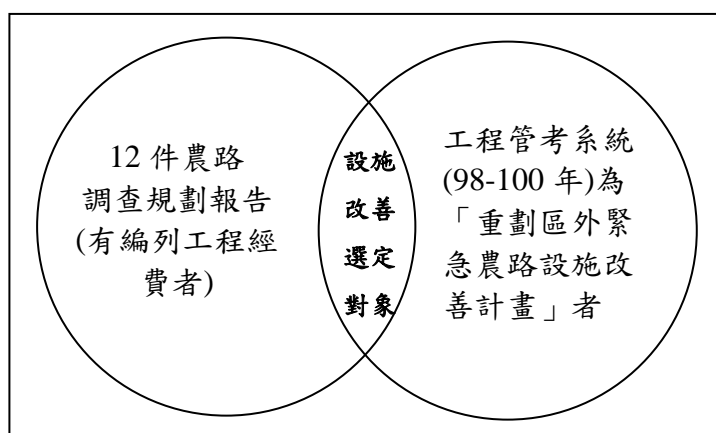 12 件農路
調查規劃報告
(有編列工程經
費者)
設施
改善
選定
對象
工程管考系統
(98-100 年)為
「重劃區外緊
急農路設施改
善計畫」者